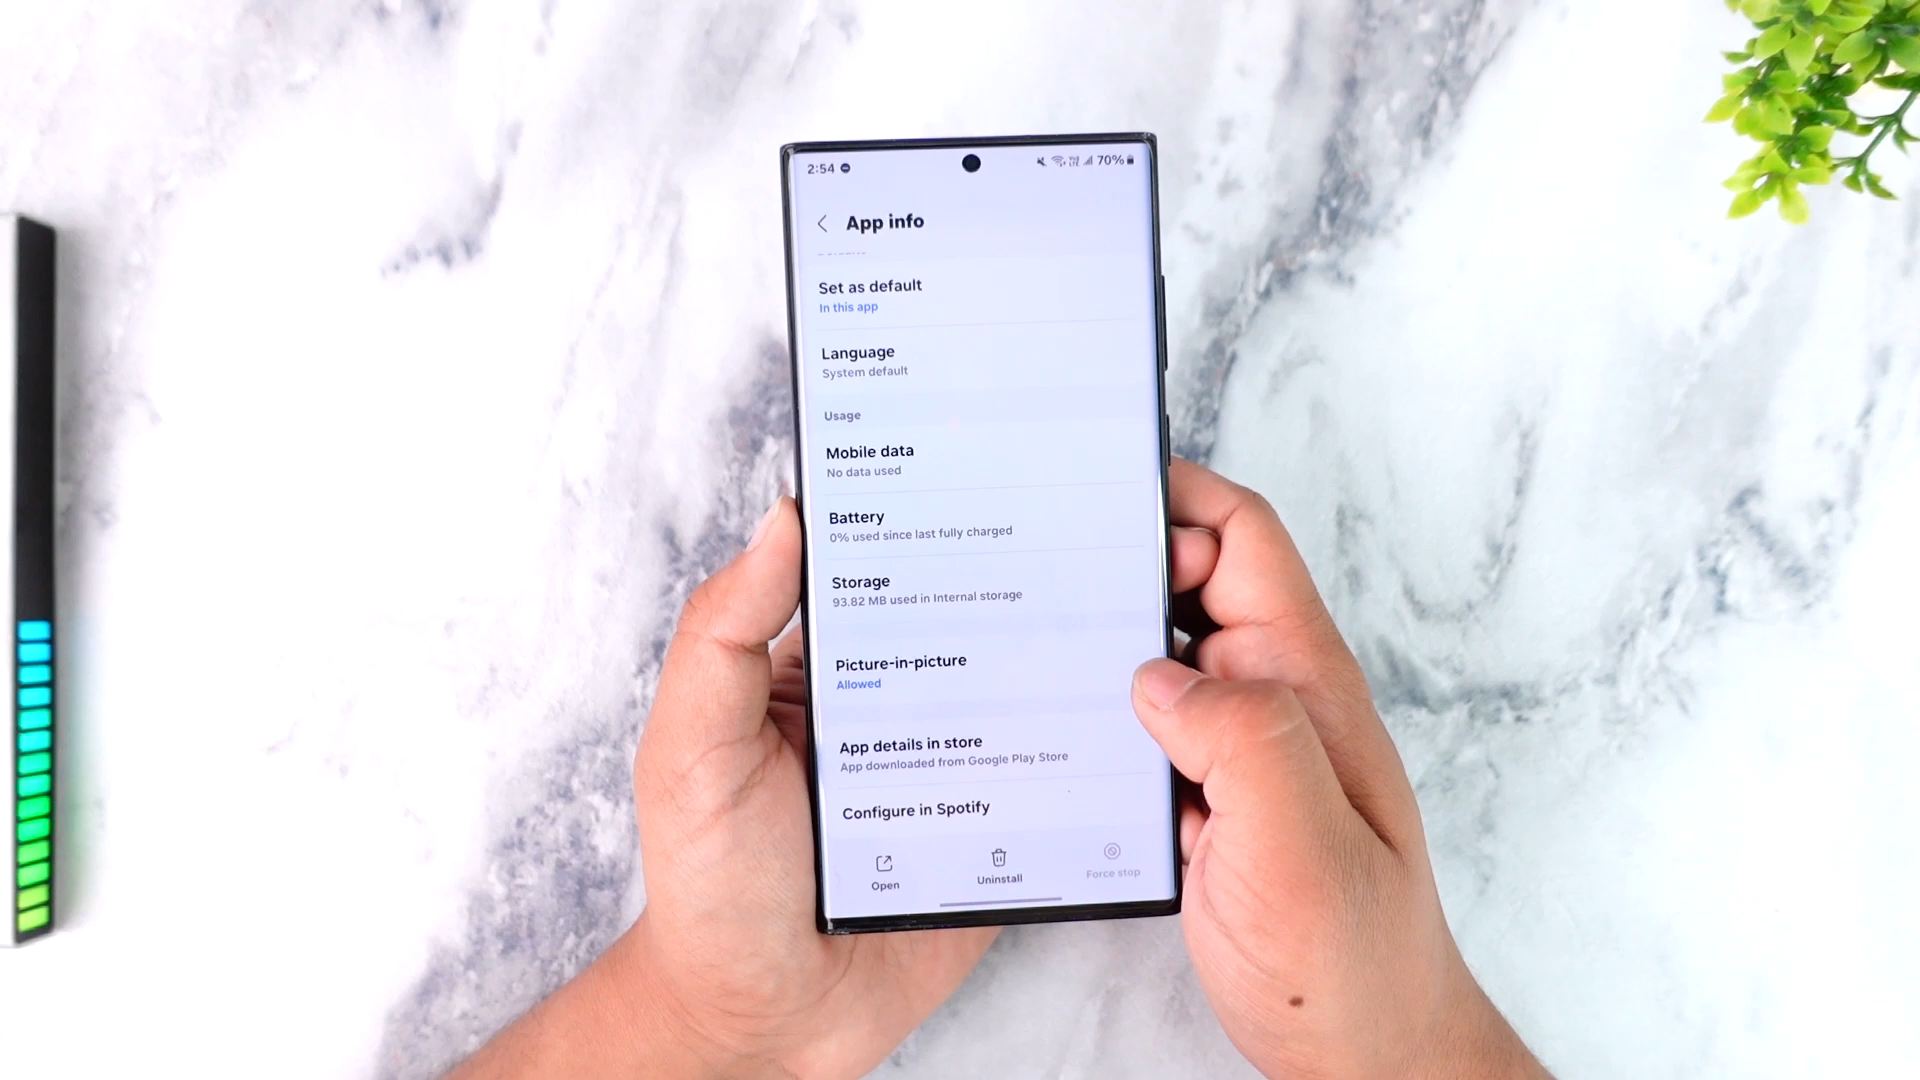 2:54
70%
App info
Set as default
In this app
Language
System default
Usage
Mobile data
No data used
Battery
0% used since last fully charged
Storage
93.82 MB used in Internal storage
Picture-in-picture
Allowed
App details in store
App downloaded from Google Play Store
Configure in Spotify
Open
Uninstall
Force stop